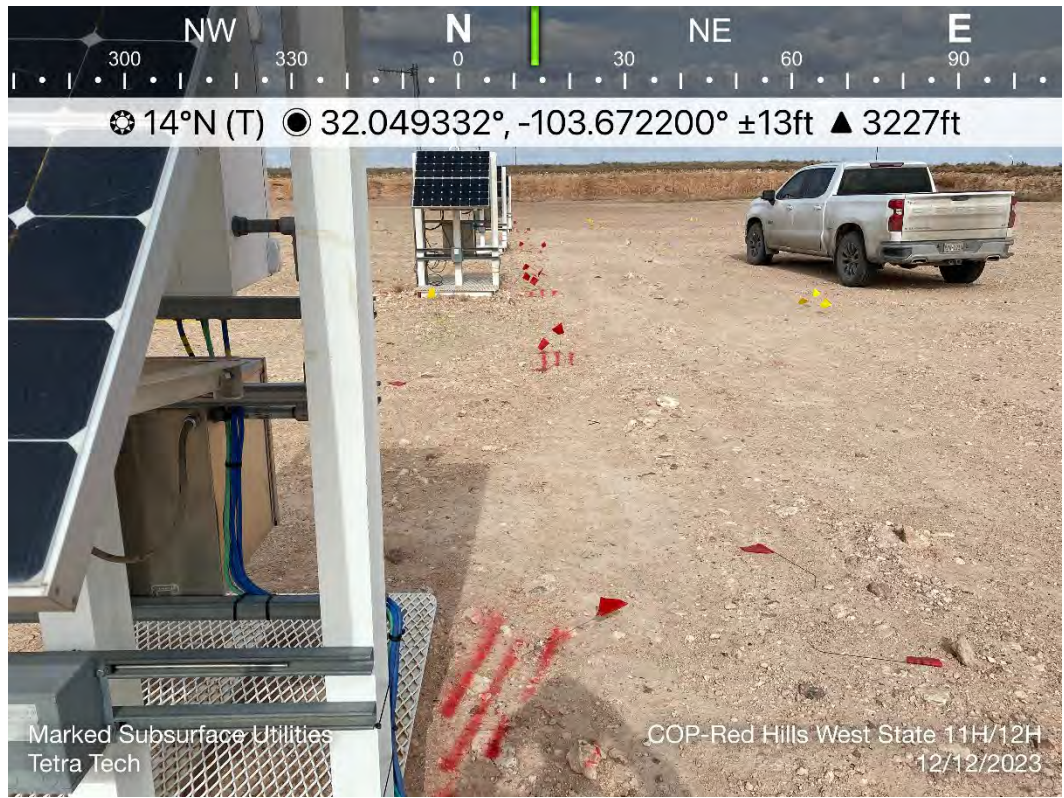 NW N NE E
300 330 0 30 60 90
14°N (T) 32.049332°, -103.672200° ±13ft ▲ 3227ft
Marked Subsurface Utilities
Tetra Tech
COP-Red Hills West State 11H/12H
12/12/2023